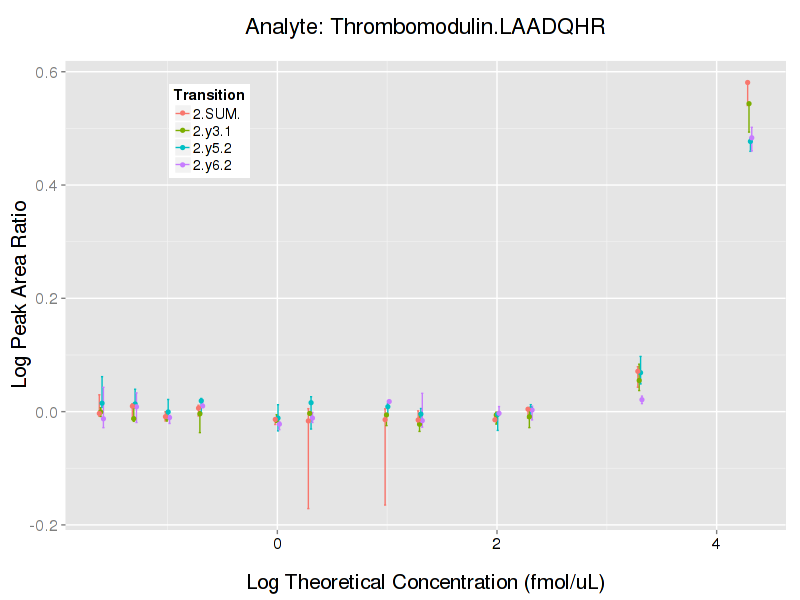 Analyte: Thrombomodulin.LAADQHR
Log Peak Area Ratio
0.6
0.4
0.2
0.0
-0.2
Transition
2.SUM.
2.y3.1
2.y5.2
2.y6.2
0 2 4
Log Theoretical Concentration (fmol/uL)